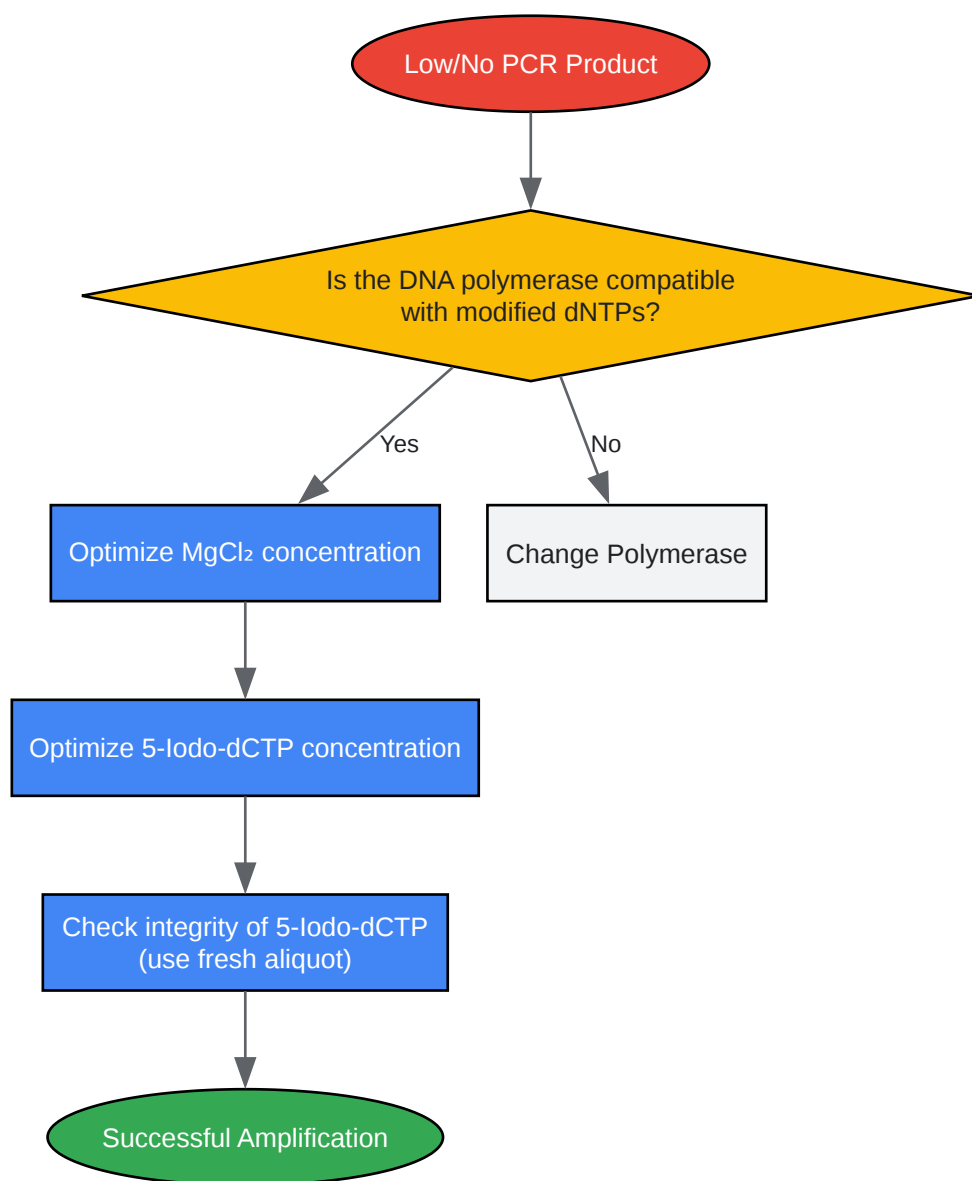 Low/No PCR Product
Is the DNA polymerase compatible
with modified dNTPs?
Yes
No
Optimize MgCl₂ concentration
Change Polymerase
Optimize 5-Iodo-dCTP concentration
Check integrity of 5-Iodo-dCTP
(use fresh aliquot)
Successful Amplification